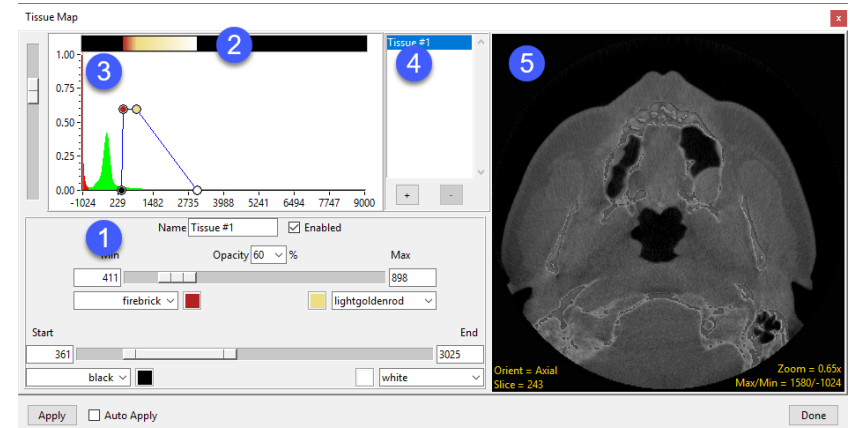 Tissue Map
x
2
3
4
5
1.00
0.75
0.50
0.25
0.00
-1024 229 1482 2735 3988 5241 6494 7747 9000
Tissue #1
+ -
1
Name Tissue #1 Enabled
Min Opacity 60 % Max
411 898
firebrick lightgoldenrod
Start End
361 3025
black white
Orient = Axial
Slice = 243
Zoom = 0.65x
Max/Min = 1580/-1024
Apply Auto Apply Done